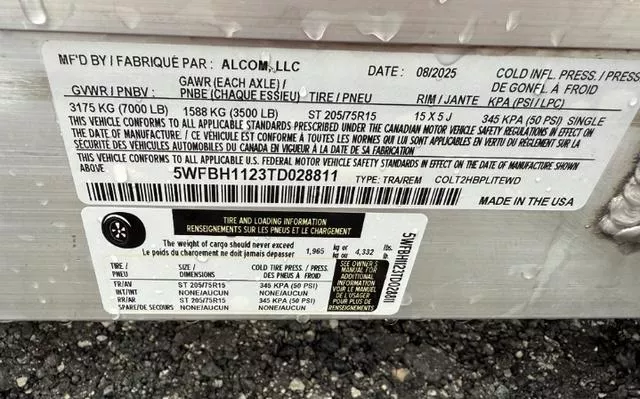 MF'D BY / FABRIQUÉ PAR : ALCOM, LLC DATE : 08/2025 COLD INFL. PRESS. / PRESS. DE GONFL. À FROID
GVWR / PNBV : GAWR (EACH AXLE) / PNBE (CHAQUE ESSIEU) TIRE / PNEU RIM / JANTE KPA (PSI / LPC)
3175 KG (7000 LB) 1588 KG (3500 LB) ST 205/75R15 15 X 5 J 345 KPA (50 PSI) SINGLE
THIS VEHICLE CONFORMS TO ALL APPLICABLE STANDARDS PRESCRIBED UNDER THE CANADIAN MOTOR VEHICLE SAFETY REGULATIONS IN EFFECT
ON THE DATE OF MANUFACTURE / CE VÉHICULE EST CONFORME À TOUTES LES NORMES QUI LUI SONT APPLICABLES EN VERTU DU RÈGLEMENT SUR LA
SÉCURITÉ DES VÉHICULES AUTOMOBILES DU CANADA EN VIGUEUR À LA DATE DE SA FABRICATION
THIS VEHICLE CONFORMS TO ALL APPLICABLE U.S. FEDERAL MOTOR VEHICLE SAFETY STANDARDS IN EFFECT ON THE DATE OF MANUFACTURE SHOWN
ABOVE
5WFBH1123TD028811 TYPE: TRA/REM COLT2HBPLITEWD
MADE IN USA
TIRE AND LOADING INFORMATION
RENSEIGNEMENTS SUR LES PNEUS ET LE CHARGEMENT
The weight of cargo should never exceed
Le poids du chargement ne doit jamais dépasser 1,965 kg or kg ou 4,332 lbs. lb.
TIRE / PNEU SIZE / DIMENSIONS COLD TIRE PRESS. / PRESS. DES PNEUS À FROID
FR/AV ST 205/75R15 345 KPA (50 PSI)
INT/INT NONE/AUCUN NONE/AUCUN
RR/AR ST 205/75R15 345 KPA (50 PSI)
SPARE/DE SECOURS NONE/AUCUN NONE/AUCUN
SEE OWNER'S
MANUAL FOR
ADDITIONAL
INFORMATION
VOIR LE MANUEL
DE L'USAGER
POUR PLUS DE
RENSEIGNEMENTS
5WFBH1123TD028811